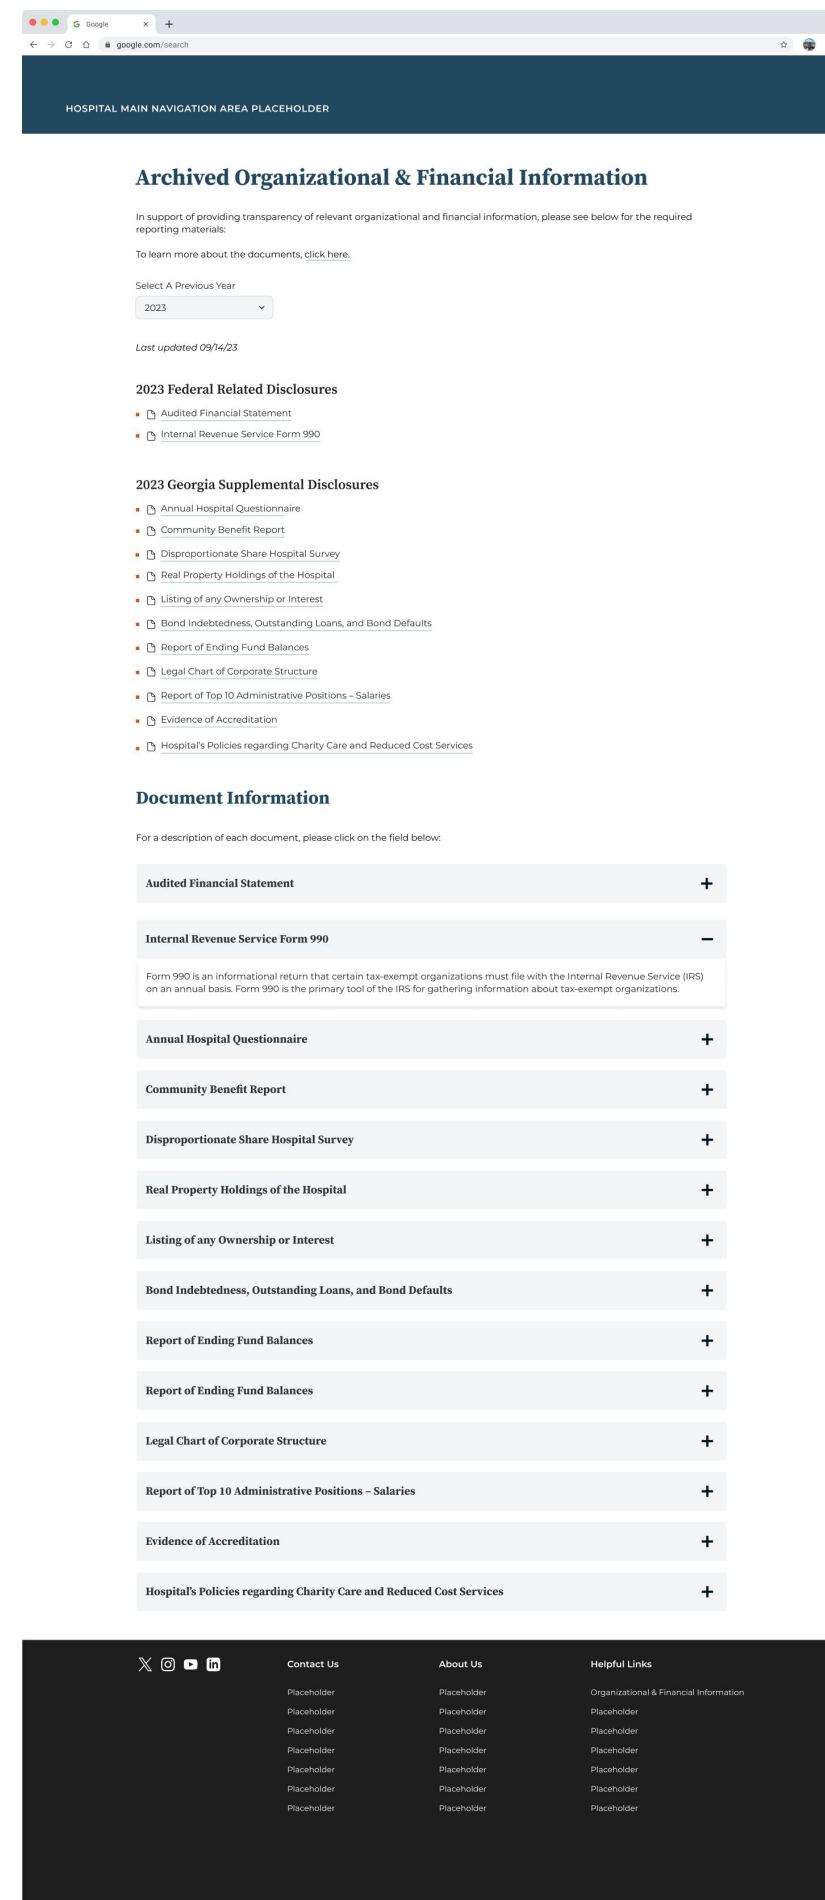 Google
google.com/search
HOSPITAL MAIN NAVIGATION AREA PLACEHOLDER
Archived Organizational & Financial Information
In support of providing transparency of relevant organizational and financial information, please see below for the required
reporting materials:
To learn more about the documents, click here.
Select A Previous Year
2023
Last updated 09/14/23
2023 Federal Related Disclosures
Audited Financial Statement
Internal Revenue Service Form 990
2023 Georgia Supplemental Disclosures
Annual Hospital Questionnaire
Community Benefit Report
Disproportionate Share Hospital Survey
Real Property Holdings of the Hospital
Listing of any Ownership or Interest
Bond Indebtedness, Outstanding Loans, and Bond Defaults
Report of Ending Fund Balances
Legal Chart of Corporate Structure
Report of Top 10 Administrative Positions – Salaries
Evidence of Accreditation
Hospital's Policies regarding Charity Care and Reduced Cost Services
Document Information
For a description of each document, please click on the field below:
Audited Financial Statement
Internal Revenue Service Form 990
Form 990 is an informational return that certain tax-exempt organizations must file with the Internal Revenue Service (IRS)
on an annual basis. Form 990 is the primary tool of the IRS for gathering information about tax-exempt organizations.
Annual Hospital Questionnaire
Community Benefit Report
Disproportionate Share Hospital Survey
Real Property Holdings of the Hospital
Listing of any Ownership or Interest
Bond Indebtedness, Outstanding Loans, and Bond Defaults
Report of Ending Fund Balances
Report of Ending Fund Balances
Legal Chart of Corporate Structure
Report of Top 10 Administrative Positions – Salaries
Evidence of Accreditation
Hospital's Policies regarding Charity Care and Reduced Cost Services
Contact Us
Placeholder
Placeholder
Placeholder
Placeholder
Placeholder
Placeholder
Placeholder
About Us
Placeholder
Placeholder
Placeholder
Placeholder
Placeholder
Placeholder
Placeholder
Helpful Links
Organizational & Financial Information
Placeholder
Placeholder
Placeholder
Placeholder
Placeholder
Placeholder